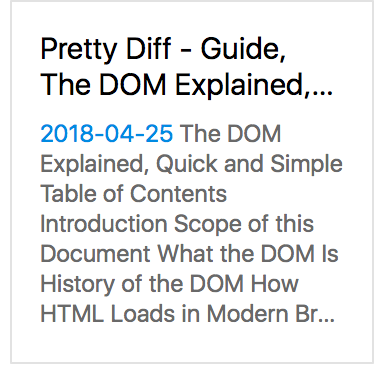 Pretty Diff - Guide,
The DOM Explained,...
2018-04-25 The DOM
Explained, Quick and Simple
Table of Contents
Introduction Scope of this
Document What the DOM Is
History of the DOM How
HTML Loads in Modern Br...